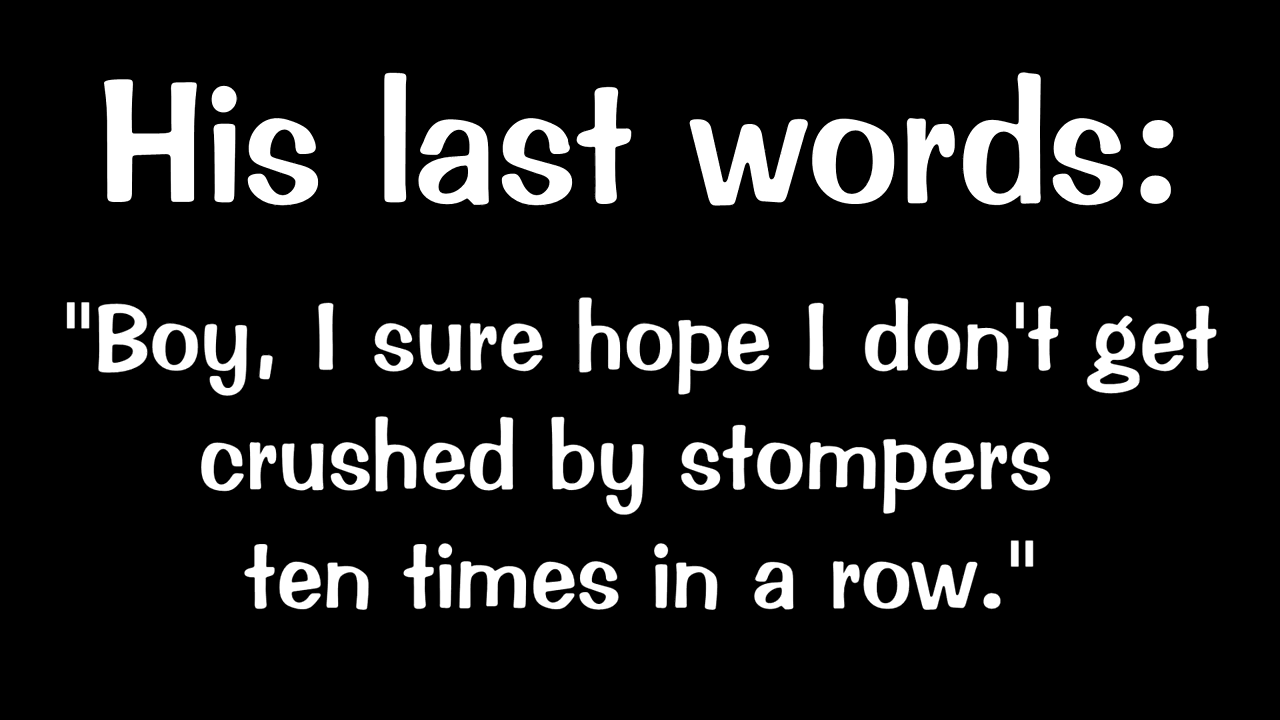 His last words:
"Boy, I sure hope I don't get
crushed by stompers
ten times in a row."